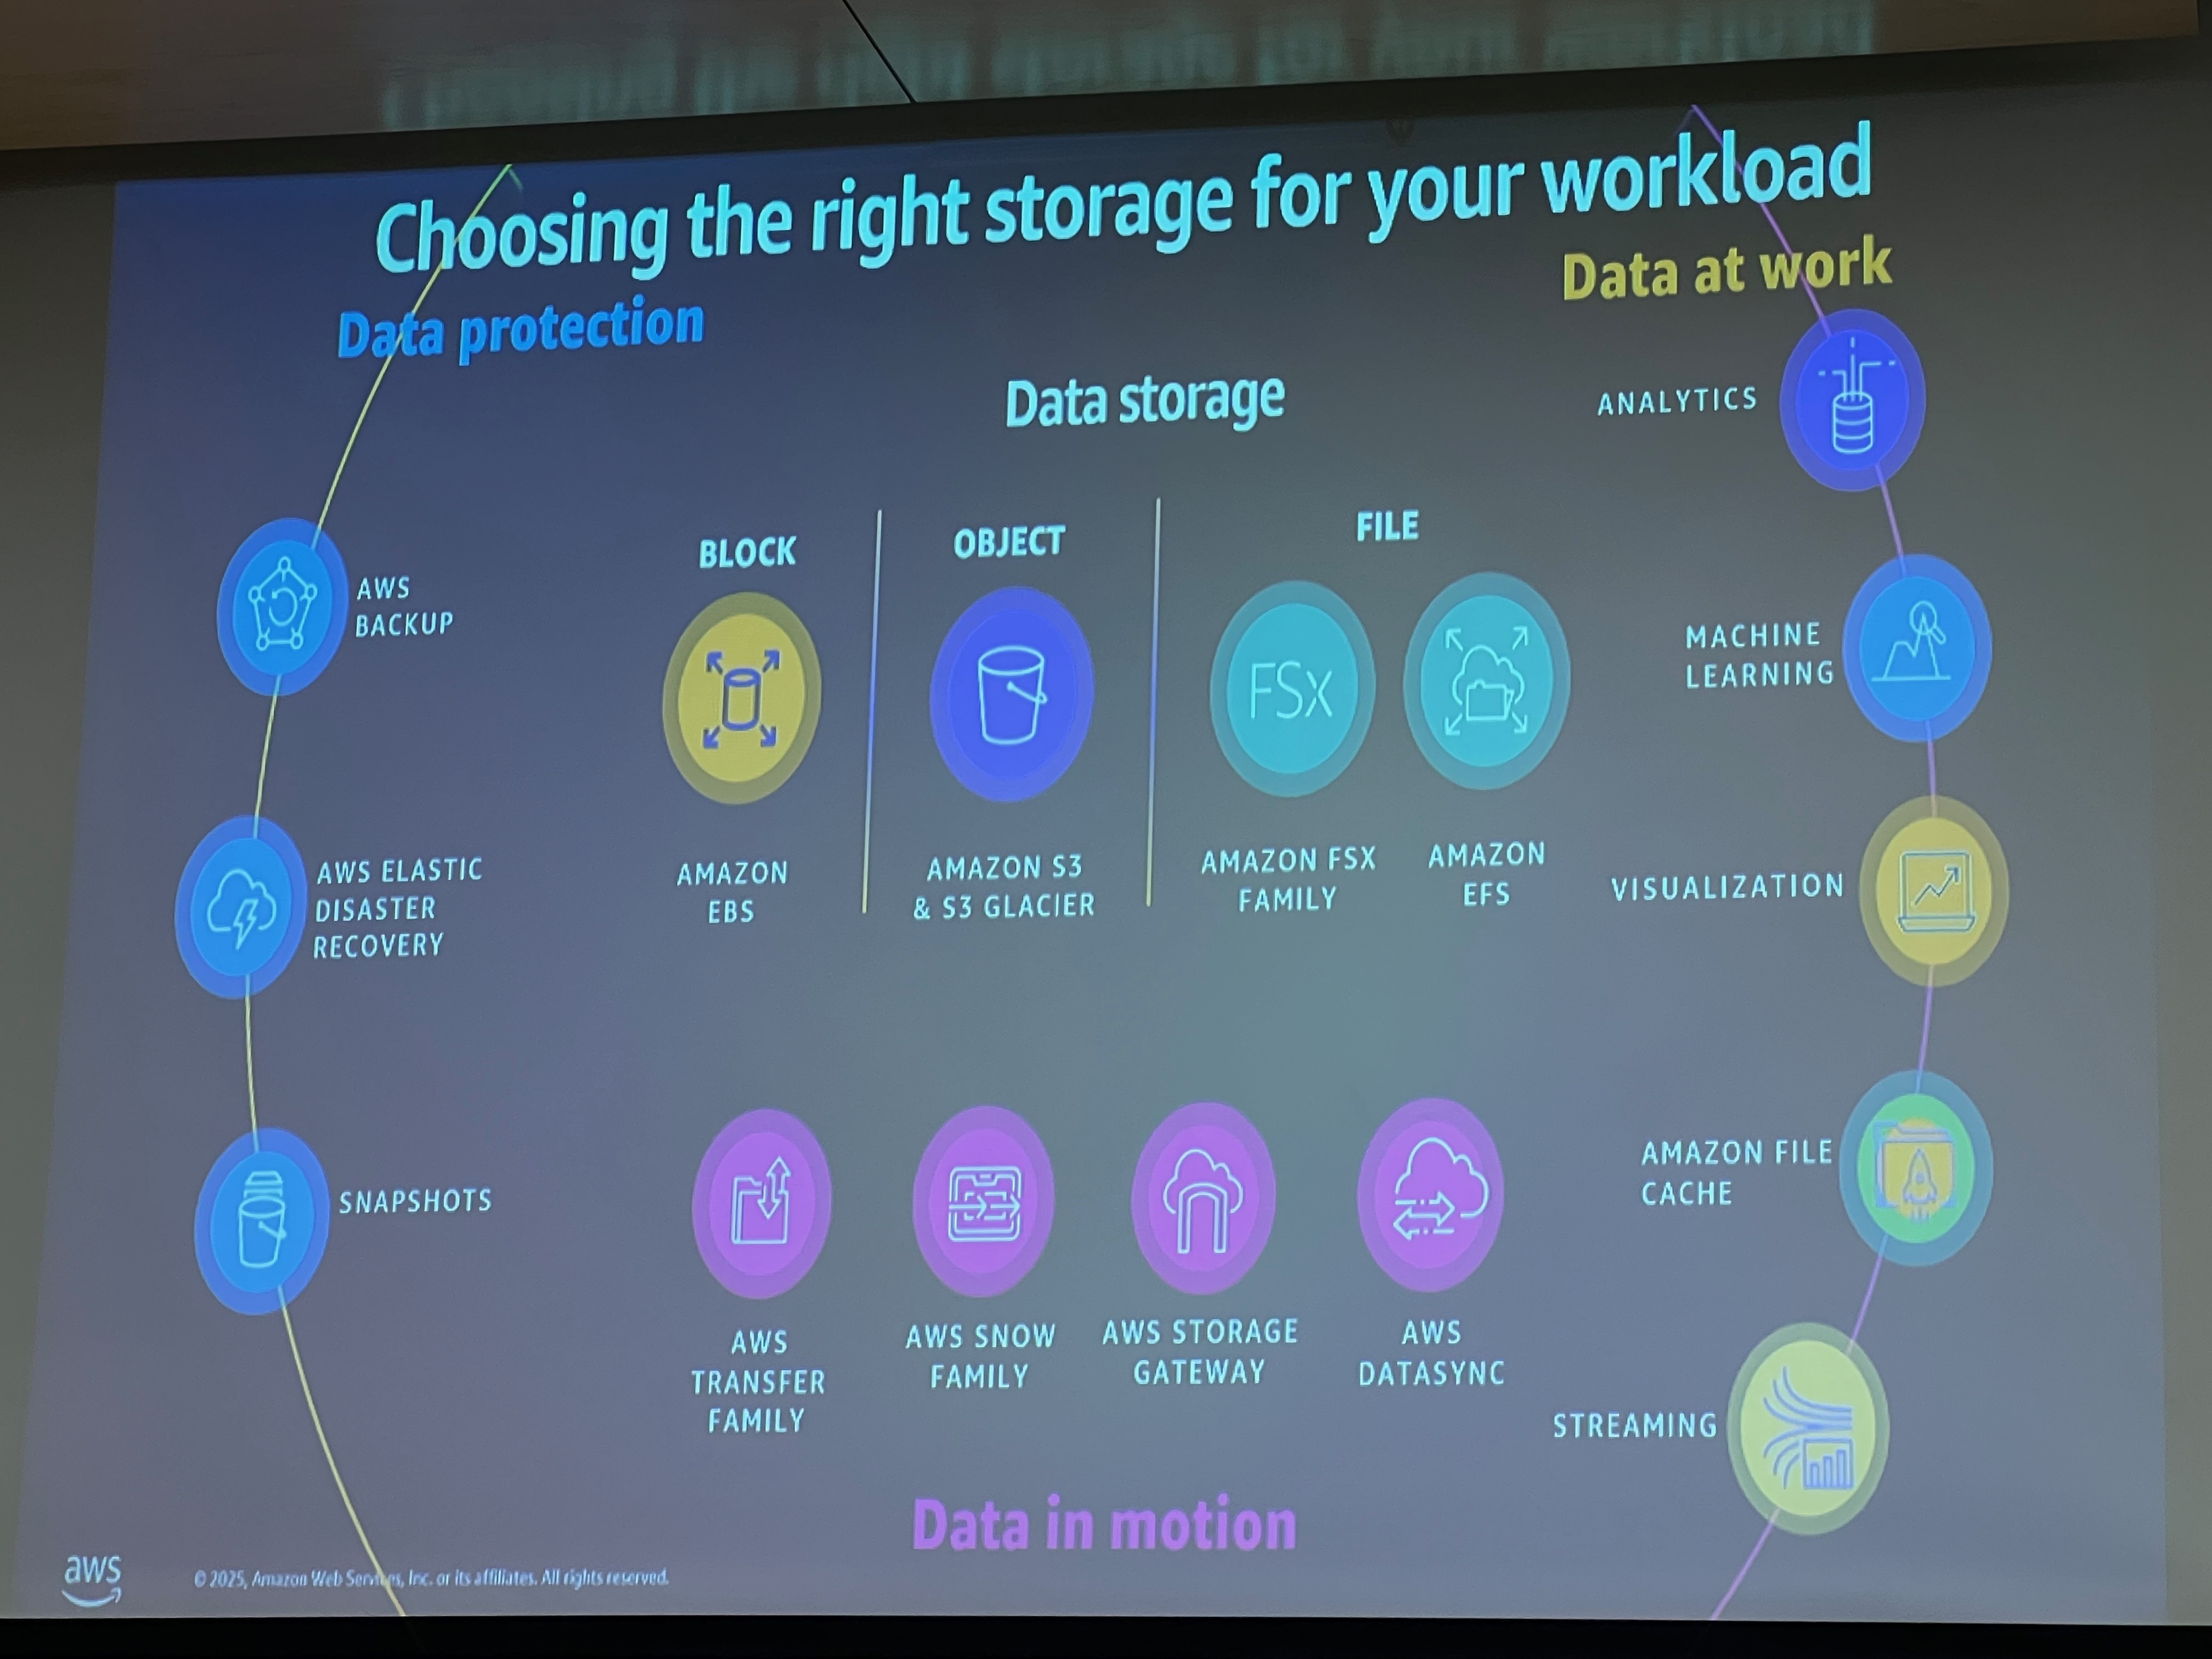 Choosing the right storage for your workload
Data protection
AWS
BACKUP
AWS ELASTIC
DISASTER
RECOVERY
SNAPSHOTS
Data storage
BLOCK
AMAZON
EBS
OBJECT
AMAZON S3
& S3 GLACIER
FILE
FSx
AMAZON FSX
FAMILY
AMAZON
EFS
Data at work
ANALYTICS
MACHINE
LEARNING
VISUALIZATION
AMAZON FILE
CACHE
STREAMING
AWS
TRANSFER
FAMILY
AWS SNOW
FAMILY
AWS STORAGE
GATEWAY
AWS
DATASYNC
Data in motion
aws
© 2025, Amazon Web Services, Inc. or its affiliates. All rights reserved.